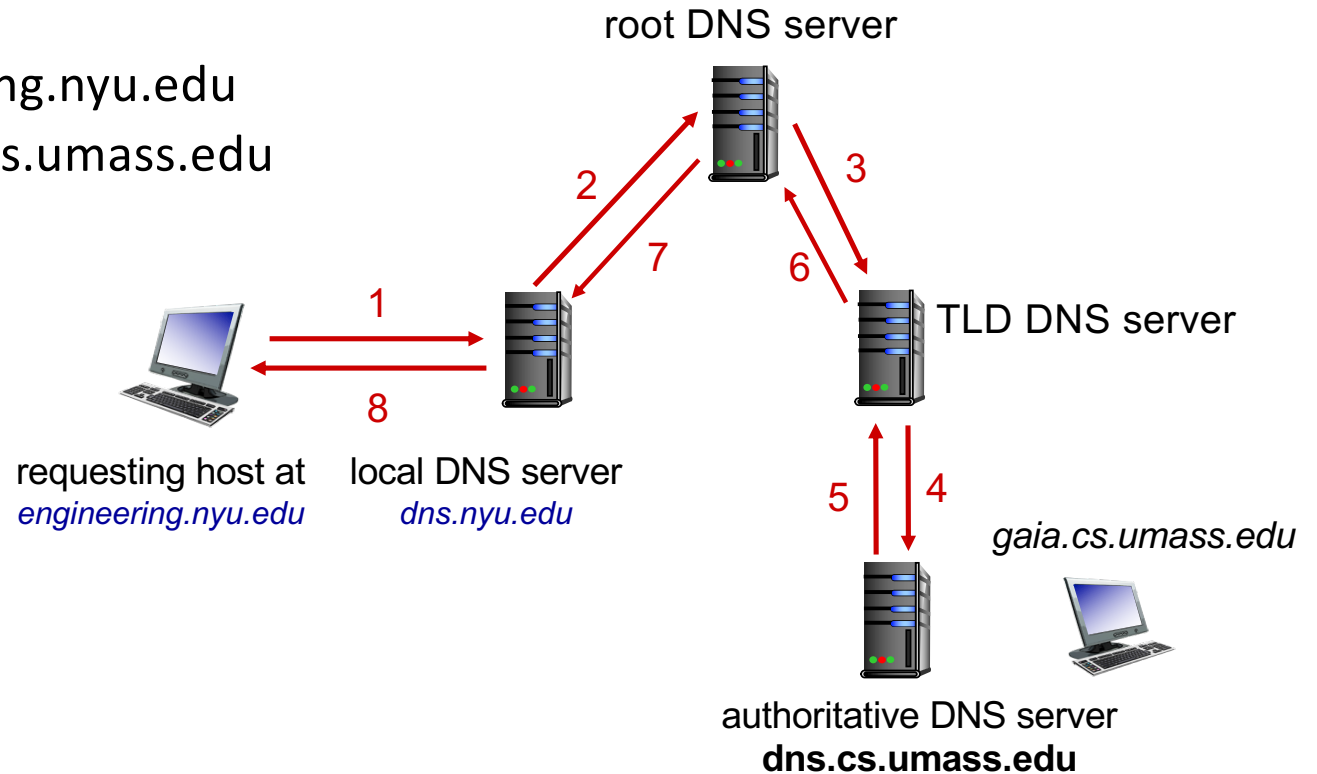 root DNS server
ng.nyu.edu
s.umass.edu
2
3
7
6
1
TLD DNS server
8
requesting host at
engineering.nyu.edu
local DNS server
dns.nyu.edu
5
4
gaia.cs.umass.edu
authoritative DNS server
dns.cs.umass.edu